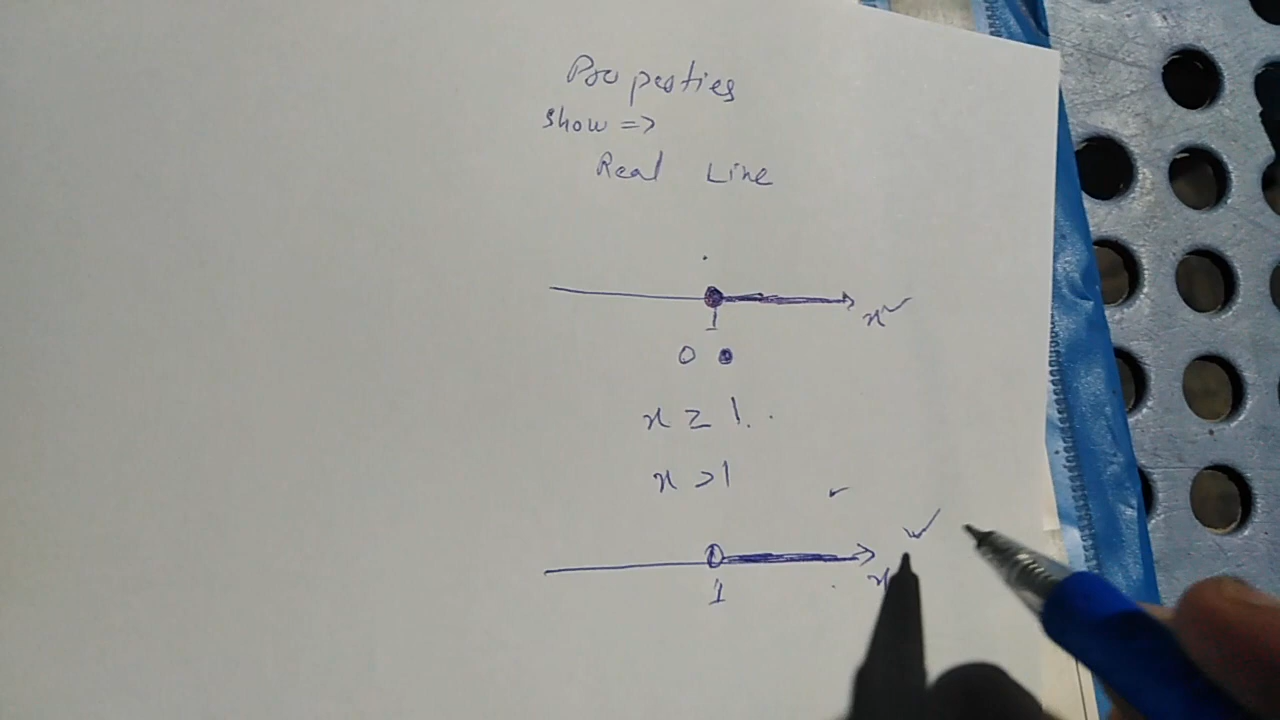 Properties
Show =>
Real Line
1
x
0 •
x ≥ 1.
x > 1
1
x